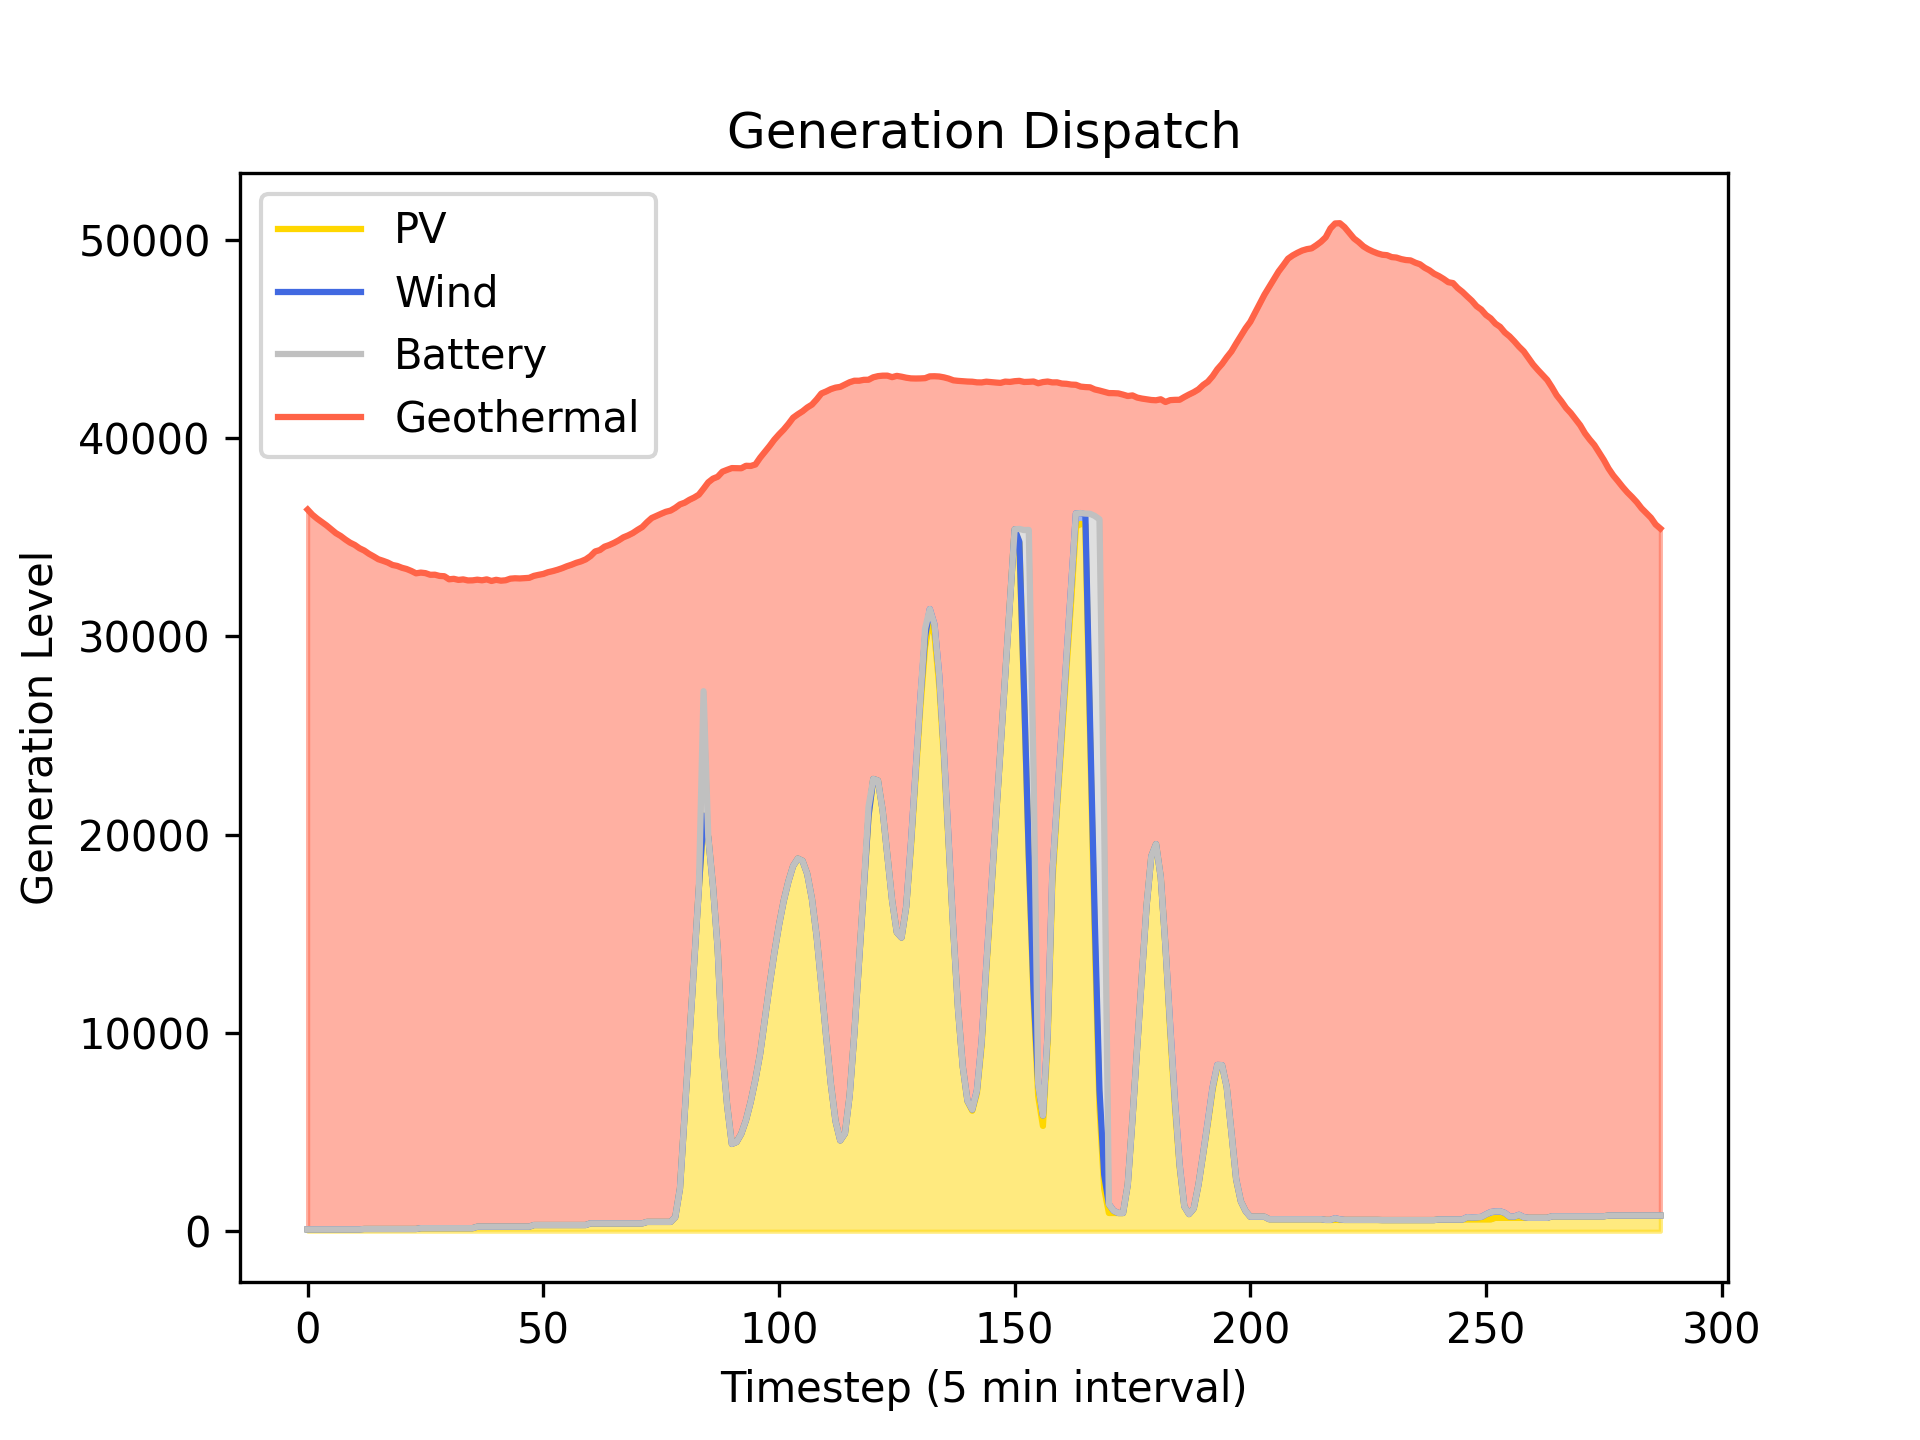 Generation Dispatch
PV
Wind
Battery
Geothermal
50000
40000
30000
20000
10000
0
Generation Level
0 50 100 150 200 250 300
Timestep (5 min interval)